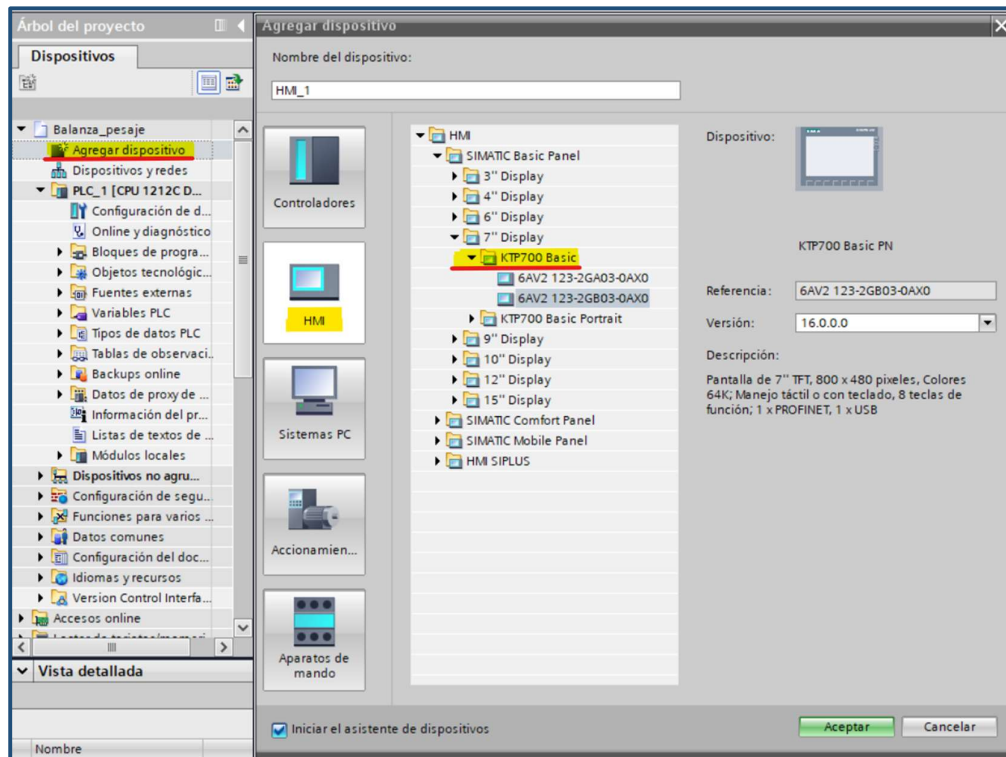 Árbol del proyecto
Dispositivos
Balanza_pesaje
Agregar dispositivo
Dispositivos y redes
PLC_1 [CPU 1212C D...
Configuración de d...
Online y diagnóstico
Bloques de progra...
Objetos tecnológic...
Fuentes externas
Variables PLC
Tipos de datos PLC
Tablas de observaci...
Backups online
Datos de proxy de ...
Información del pr...
Listas de textos de ...
Módulos locales
Dispositivos no agru...
Configuración de segu...
Funciones para varios ...
Datos comunes
Configuración del doc...
Idiomas y recursos
Version Control Interfa...
Accesos online
Vista detallada
Nombre
Agregar dispositivo
Nombre del dispositivo:
HMI_1
Controladores
HMI
Sistemas PC
Accionamien...
Aparatos de
mando
HMI
SIMATIC Basic Panel
3'' Display
4'' Display
6'' Display
7'' Display
KTP700 Basic
6AV2 123-2GA03-0AX0
6AV2 123-2GB03-0AX0
KTP700 Basic Portrait
9'' Display
10'' Display
12'' Display
15'' Display
SIMATIC Comfort Panel
SIMATIC Mobile Panel
HMI SIPLUS
Dispositivo:
KTP700 Basic PN
Referencia: 6AV2 123-2GB03-0AX0
Versión: 16.0.0.0
Descripción:
Pantalla de 7'' TFT, 800 x 480 pixeles, Colores
64K; Manejo táctil o con teclado, 8 teclas de
función; 1 x PROFINET, 1 x USB
Iniciar el asistente de dispositivos
Aceptar
Cancelar